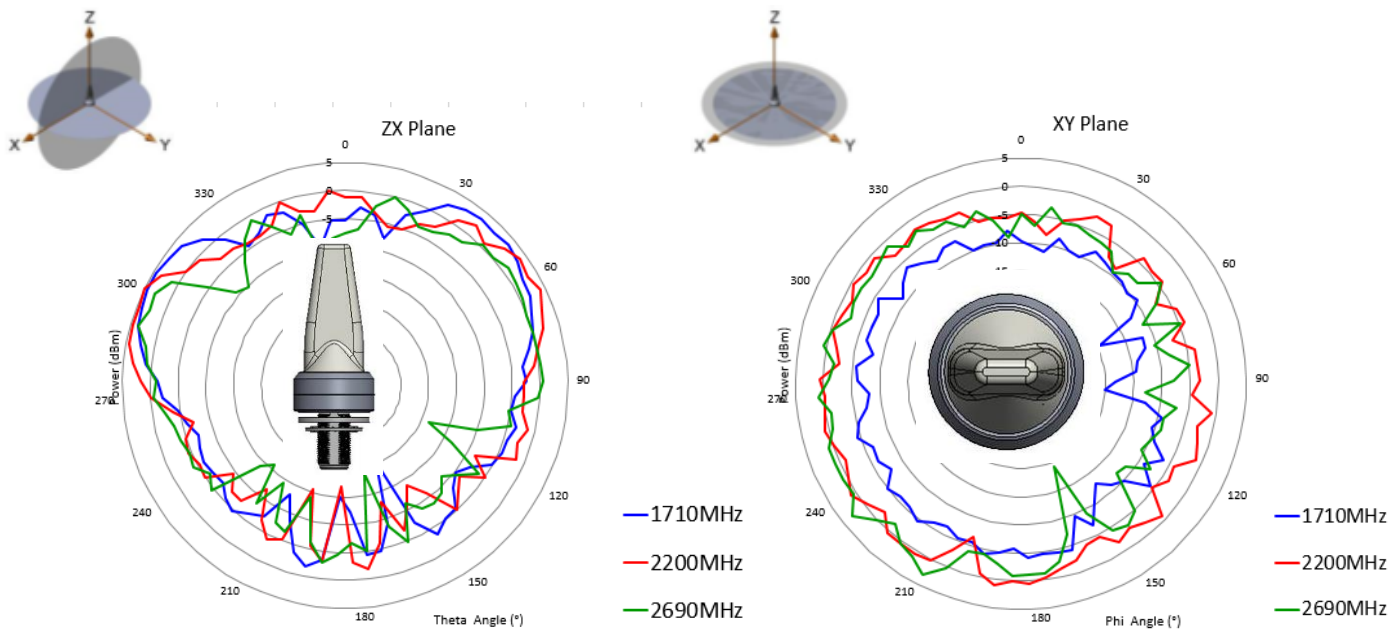 Z
X
Y
ZX Plane
0
5
0
-5
30
60
90
120
150
180
210
240
270
300
330
Power (dBm)
Theta Angle (°)
1710MHz
2200MHz
2690MHz
Z
X
Y
XY Plane
0
5
0
-5
-10
30
60
90
120
150
180
210
240
270
300
330
Power (dBm)
Phi Angle (°)
1710MHz
2200MHz
2690MHz